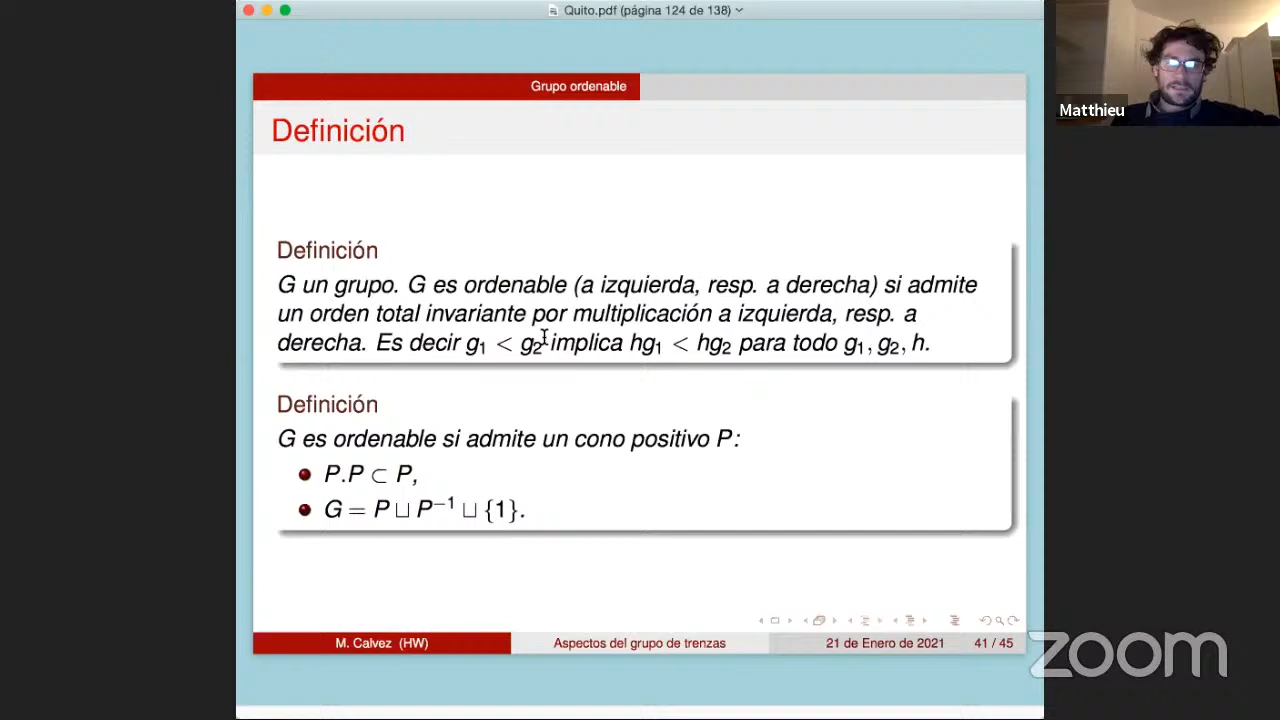 Quito.pdf (página 124 de 138)
Grupo ordenable
Definición
Matthieu
Definición
G un grupo. G es ordenable (a izquierda, resp. a derecha) si admite
un orden total invariante por multiplicación a izquierda, resp. a
derecha. Es decir g₁ < g₂ implica hg₁ < hg₂ para todo g₁, g₂, h.
Definición
G es ordenable si admite un cono positivo P:
P.P ⊂ P,
G = P ⊔ P⁻¹ ⊔ {1}.
M. Calvez (HW)
Aspectos del grupo de trenzas
21 de Enero de 2021
41 / 45
zoom